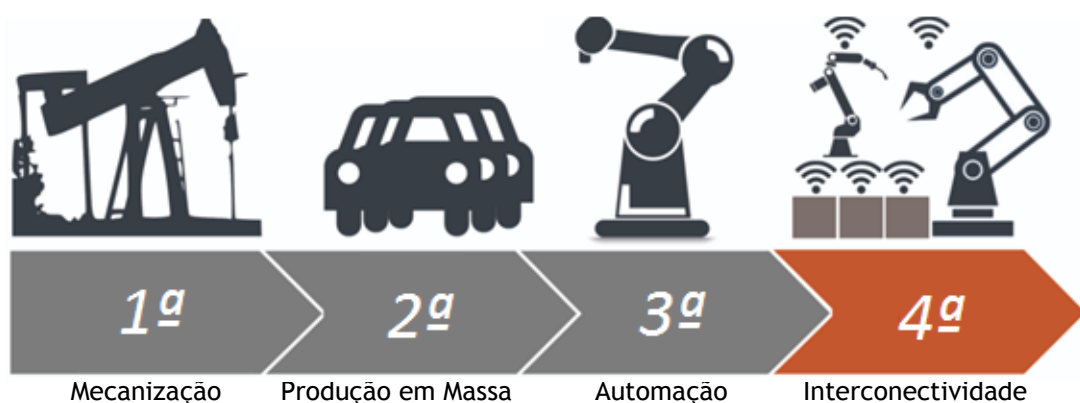 1ª 2ª 3ª 4ª
Mecanização Produção em Massa Automação Interconectividade